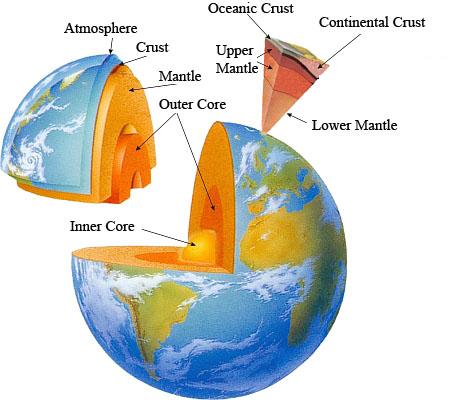 Oceanic Crust
Continental Crust
Atmosphere
Crust
Upper
Mantle
Mantle
Outer Core
Lower Mantle
Inner Core